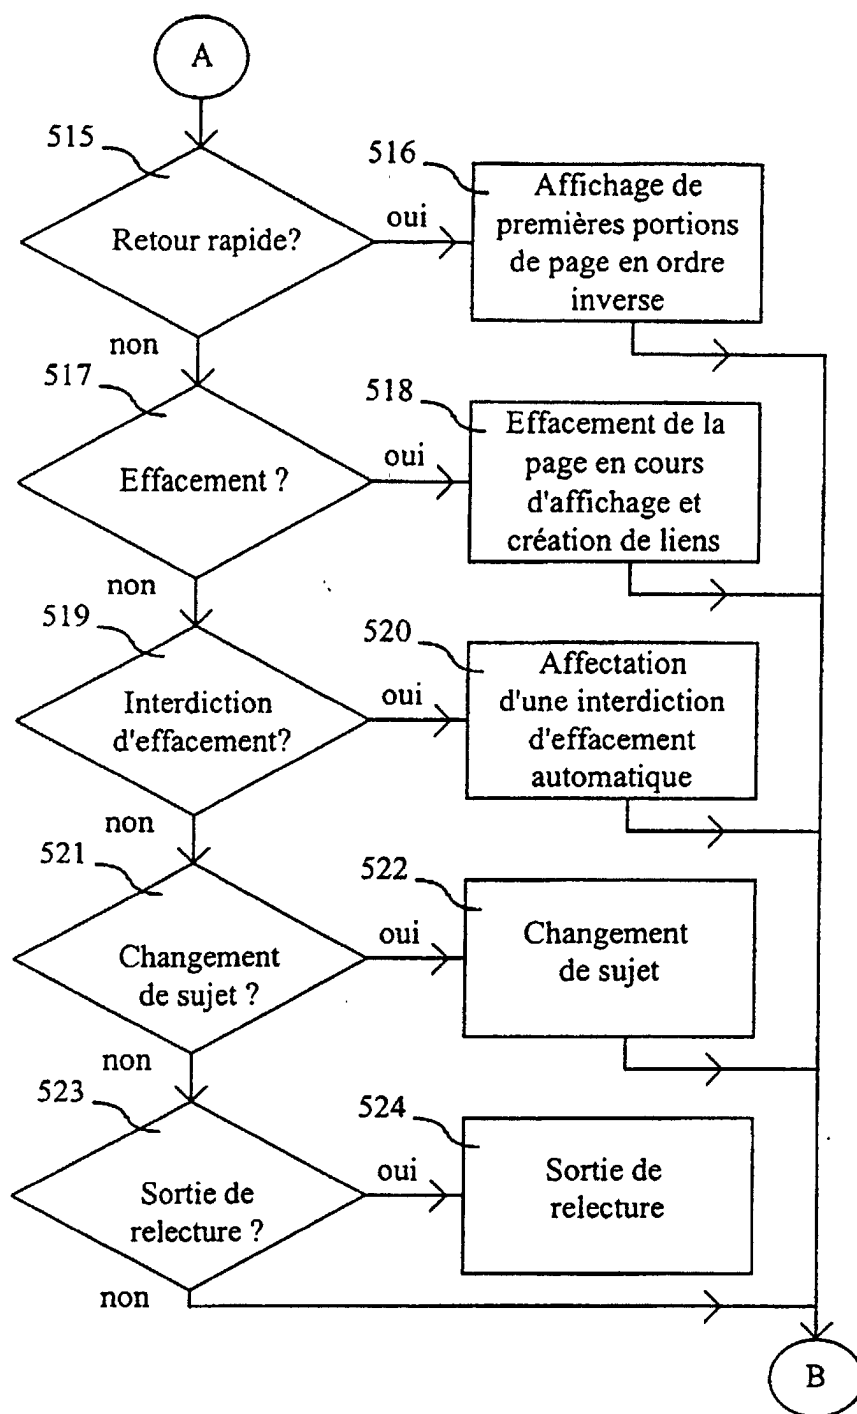 A
515
Retour rapide?
oui
516
Affichage de
premières portions
de page en ordre
inverse
non
517
Effacement ?
oui
518
Effacement de la
page en cours
d'affichage et
création de liens
non
519
Interdiction
d'effacement?
oui
520
Affectation
d'une interdiction
d'effacement
automatique
non
521
Changement
de sujet ?
oui
522
Changement
de sujet
non
523
Sortie de
relecture ?
oui
524
Sortie de
relecture
non
B